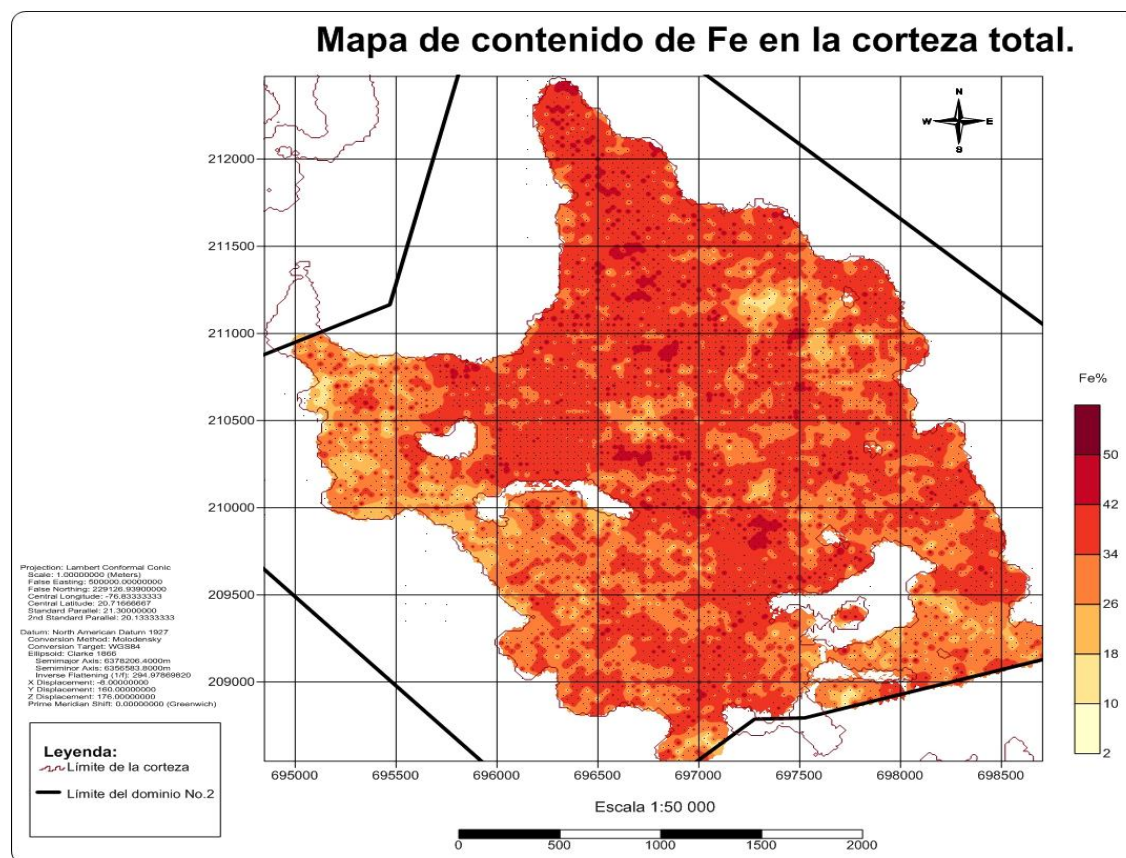 Mapa de contenido de Fe en la corteza total.
N
W E
S
212000
211500
211000
210500
210000
209500
209000
695000 695500 696000 696500 697000 697500 698000 698500
Fe%
50
42
34
26
18
10
2
Projection: Lambert Conformal Conic
Scale: 1.00000000 (Meters)
False Easting: 500000.00000000
False Northing: 229126.93900000
Central Longitude: -76.83333333
Central Latitude: 20.71666667
Standard Parallel: 21.30000000
2nd Standard Parallel: 20.13333333
Datum: North American Datum 1927
Conversion Method: Molodensky
Conversion Target: WGS84
Ellipsoid: Clarke 1866
Semimajor Axis: 6378206.4000m
Semiminor Axis: 6356583.8000m
Inverse Flattening (1/f): 294.97869820
X Displacement: -8.00000000
Y Displacement: 160.00000000
Z Displacement: 176.00000000
Prime Meridian Shift: 0.00000000 (Greenwich)
Leyenda:
Límite de la corteza
Límite del dominio No.2
Escala 1:50 000
0 500 1000 1500 2000